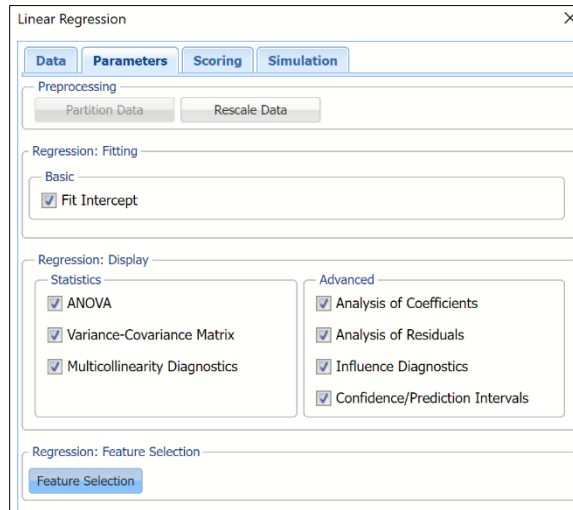 Linear Regression
Data Parameters Scoring Simulation
Preprocessing
Partition Data Rescale Data
Regression: Fitting
Basic
Fit Intercept
Regression: Display
Statistics
ANOVA
Variance-Covariance Matrix
Multicollinearity Diagnostics
Advanced
Analysis of Coefficients
Analysis of Residuals
Influence Diagnostics
Confidence/Prediction Intervals
Regression: Feature Selection
Feature Selection